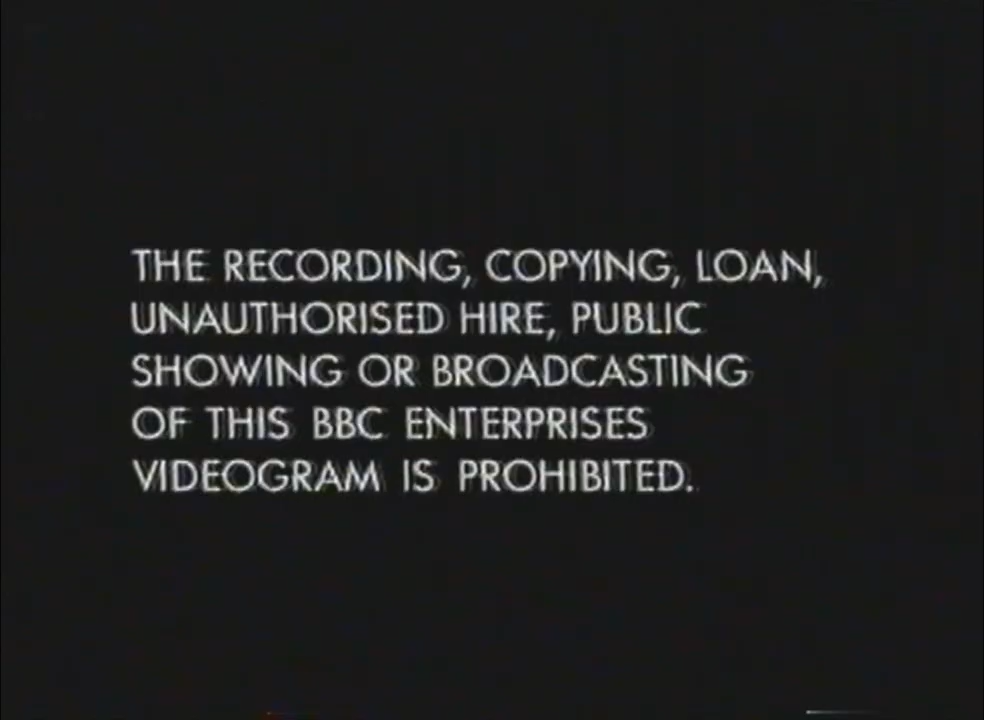 THE RECORDING, COPYING, LOAN,
UNAUTHORISED HIRE, PUBLIC
SHOWING OR BROADCASTING
OF THIS BBC ENTERPRISES
VIDEOGRAM IS PROHIBITED.